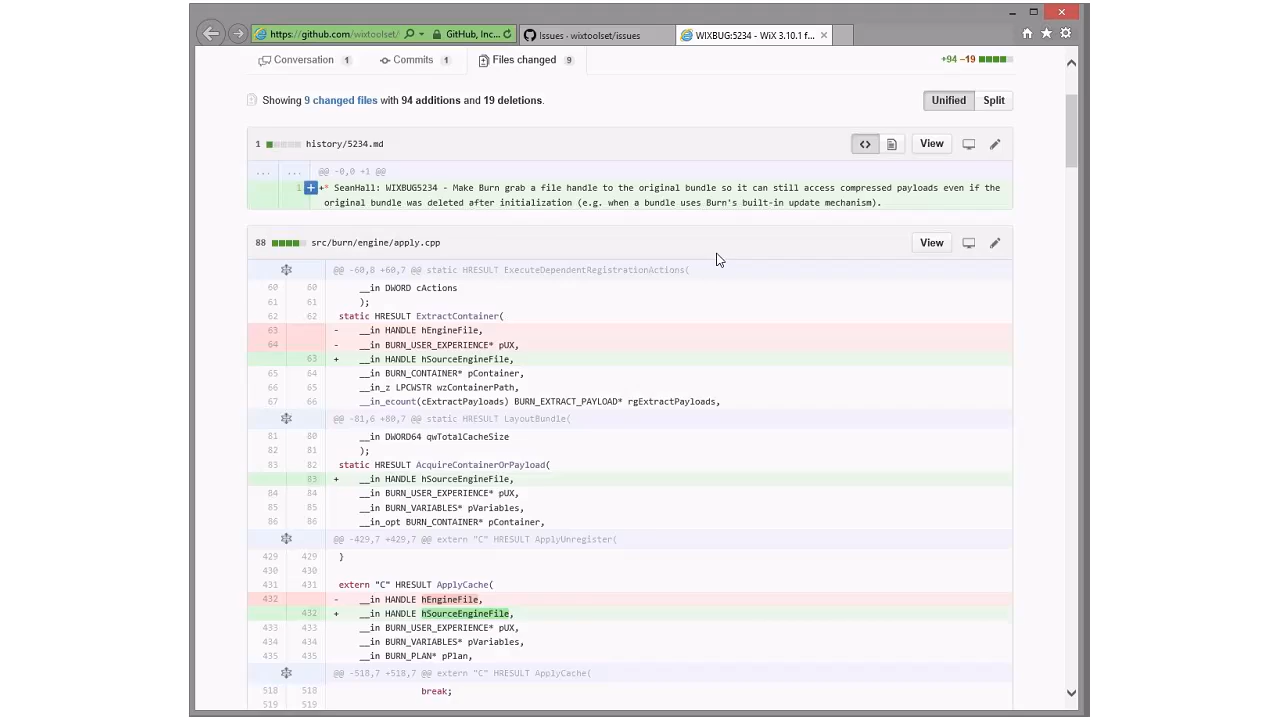 https://github.com/wixtoolset/ GitHub, Inc... Issues · wixtoolset/issues WIXBUG:5234 - WiX 3.10.1 f...
Conversation 1 Commits 1 Files changed 9 +94 −19
Showing 9 changed files with 94 additions and 19 deletions. Unified Split
1 history/5234.md <> View
... ... @@ -0,0 +1 @@
1 + +* SeanHall: WIXBUG5234 - Make Burn grab a file handle to the original bundle so it can still access compressed payloads even if the
original bundle was deleted after initialization (e.g. when a bundle uses Burn's built-in update mechanism).
88 src/burn/engine/apply.cpp View
@@ -60,8 +60,7 @@ static HRESULT ExecuteDependentRegistrationActions(
60 60 __in DWORD cActions
61 61 );
62 62 static HRESULT ExtractContainer(
63 - __in HANDLE hEngineFile,
64 - __in BURN_USER_EXPERIENCE* pUX,
63 + __in HANDLE hSourceEngineFile,
65 64 __in BURN_CONTAINER* pContainer,
66 65 __in_z LPCWSTR wzContainerPath,
67 66 __in_ecount(cExtractPayloads) BURN_EXTRACT_PAYLOAD* rgExtractPayloads,
@@ -81,6 +80,7 @@ static HRESULT LayoutBundle(
81 80 __in DWORD64 qwTotalCacheSize
82 81 );
83 82 static HRESULT AcquireContainerOrPayload(
83 + __in HANDLE hSourceEngineFile,
84 84 __in BURN_USER_EXPERIENCE* pUX,
85 85 __in BURN_VARIABLES* pVariables,
86 86 __in_opt BURN_CONTAINER* pContainer,
@@ -429,7 +429,7 @@ extern "C" HRESULT ApplyUnregister(
429 429 }
430 430
431 431 extern "C" HRESULT ApplyCache(
432 - __in HANDLE hEngineFile,
432 + __in HANDLE hSourceEngineFile,
433 433 __in BURN_USER_EXPERIENCE* pUX,
434 434 __in BURN_VARIABLES* pVariables,
435 435 __in BURN_PLAN* pPlan,
@@ -518,7 +518,7 @@ extern "C" HRESULT ApplyCache(
518 518 break;
519 519